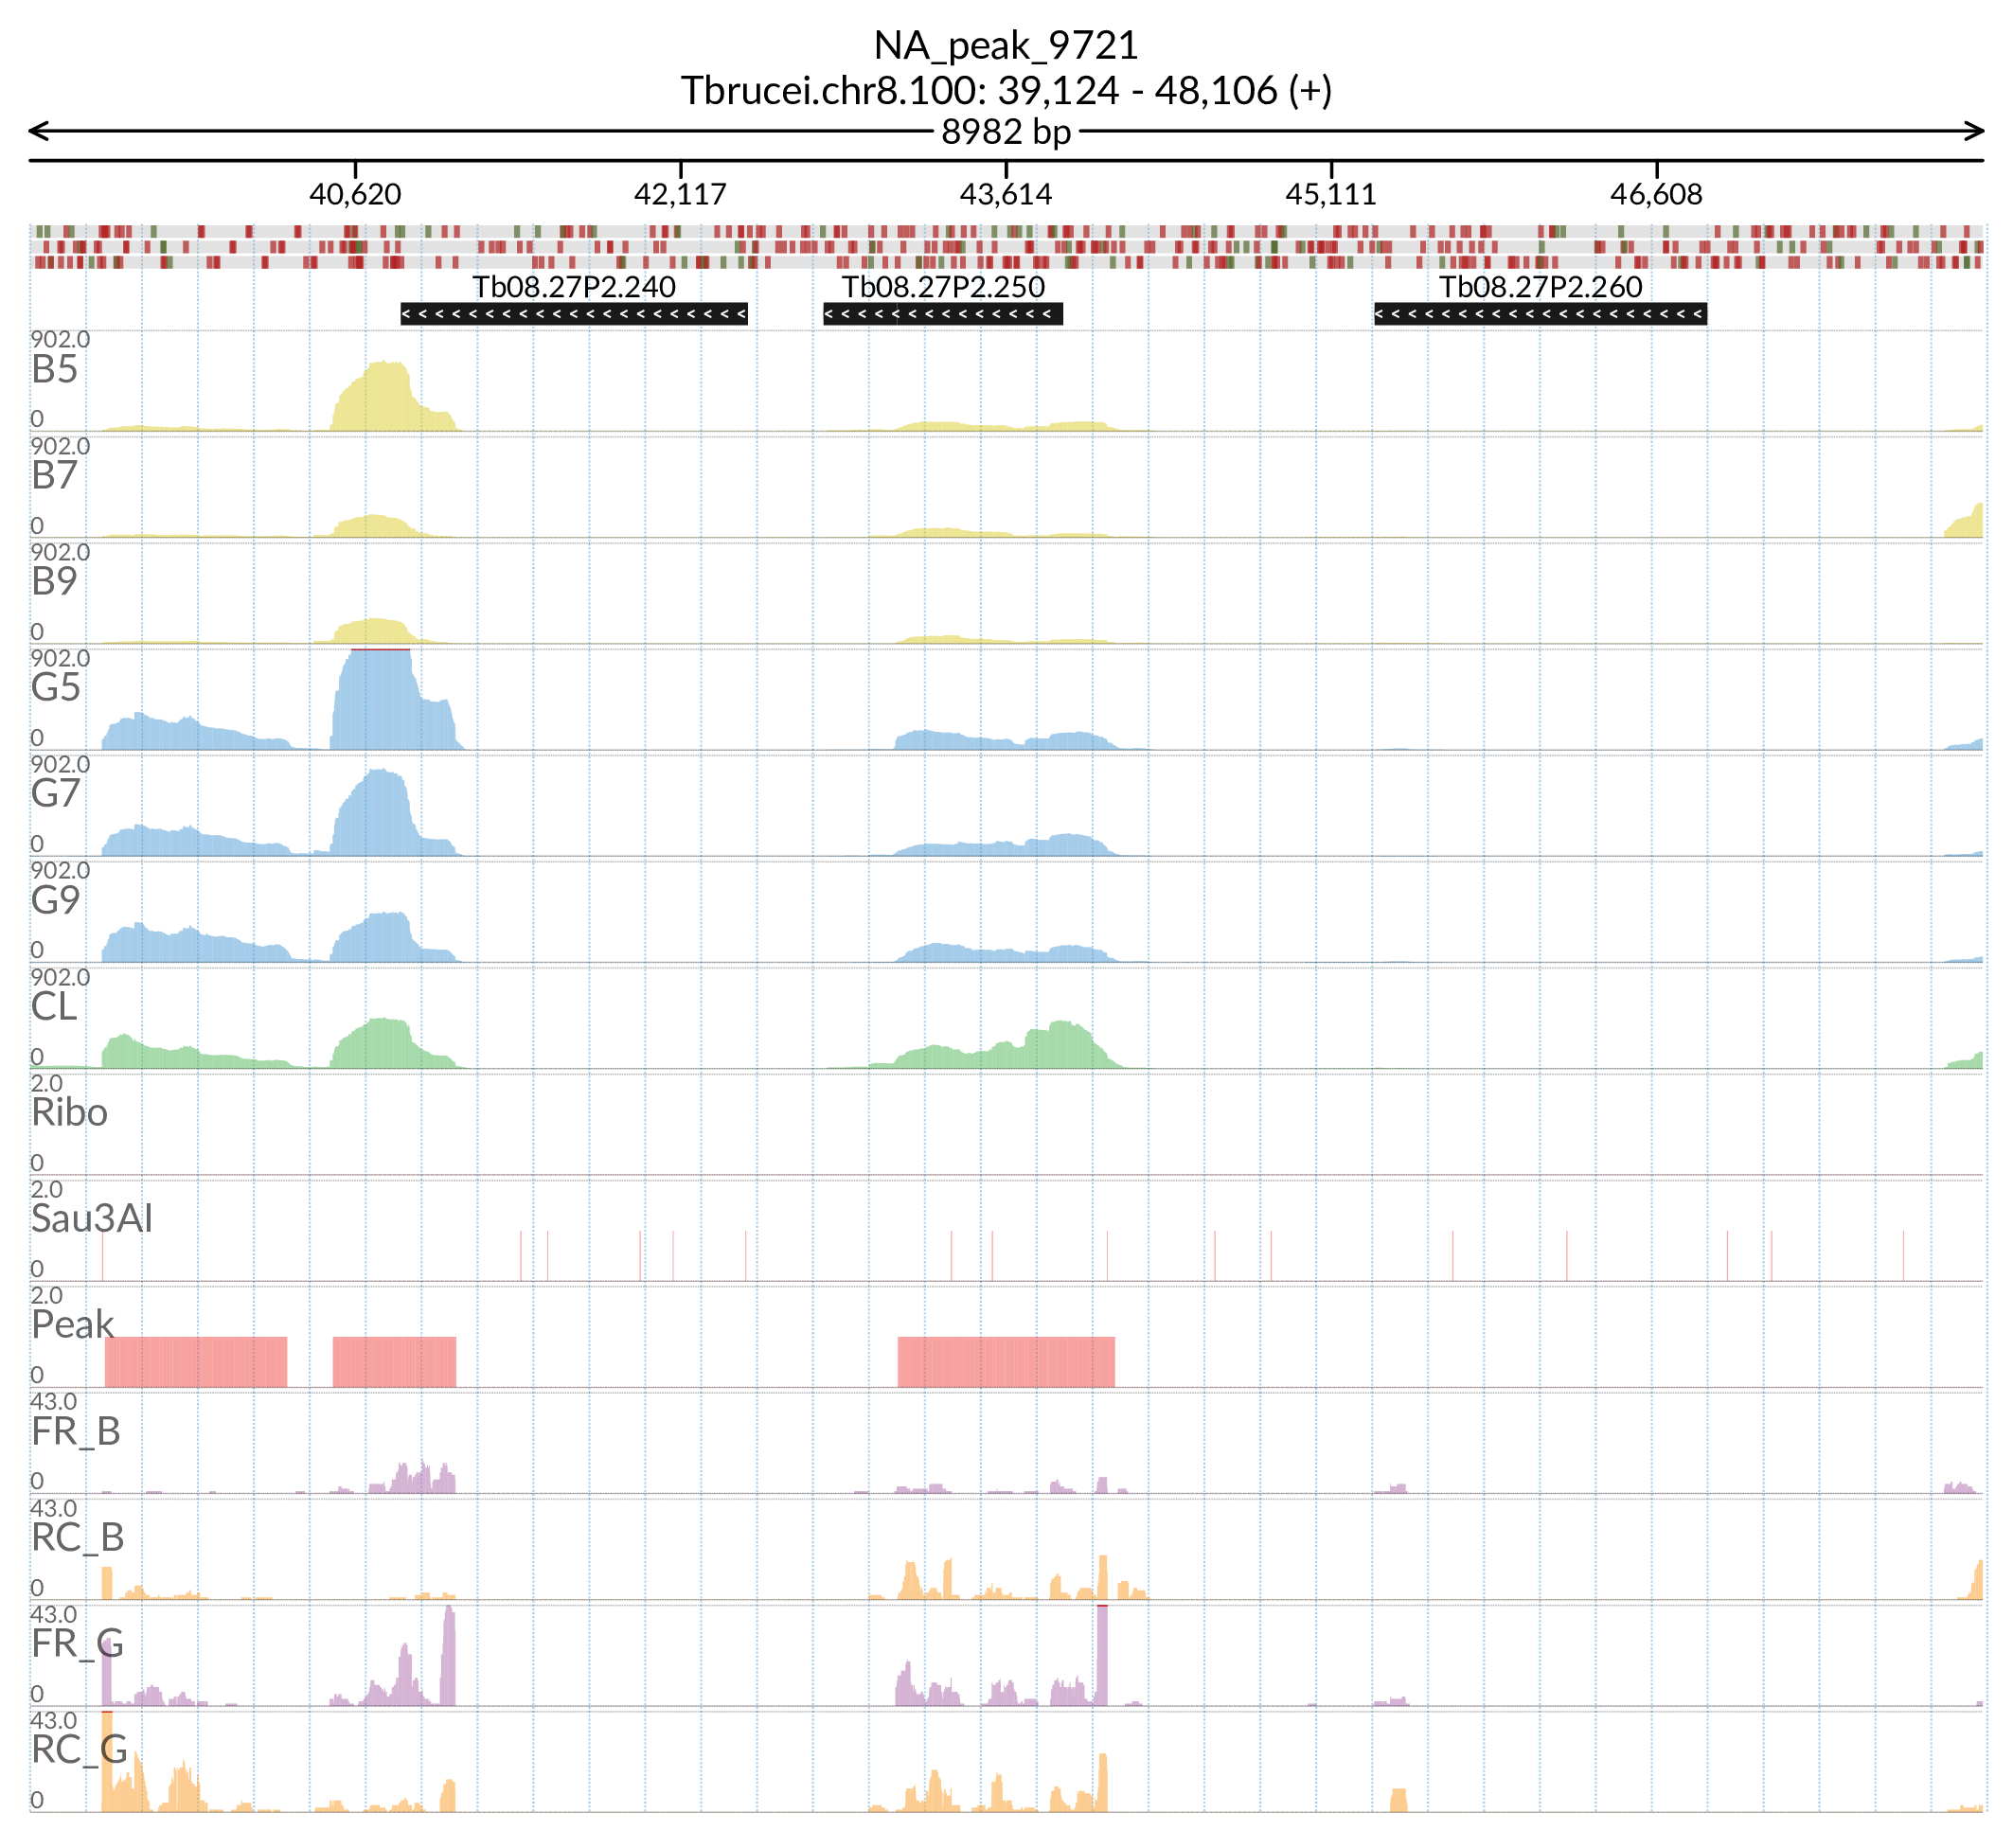 NA_peak_9721
Tbrucei.chr8.100: 39,124 - 48,106 (+)
8982 bp
40,620 42,117 43,614 45,111 46,608
Tb08.27P2.240 Tb08.27P2.250 Tb08.27P2.260
902.0
B5
0
902.0
B7
0
902.0
B9
0
902.0
G5
0
902.0
G7
0
902.0
G9
0
902.0
CL
0
2.0
Ribo
0
2.0
Sau3AI
0
2.0
Peak
0
43.0
FR_B
0
43.0
RC_B
0
43.0
FR_G
0
43.0
RC_G
0